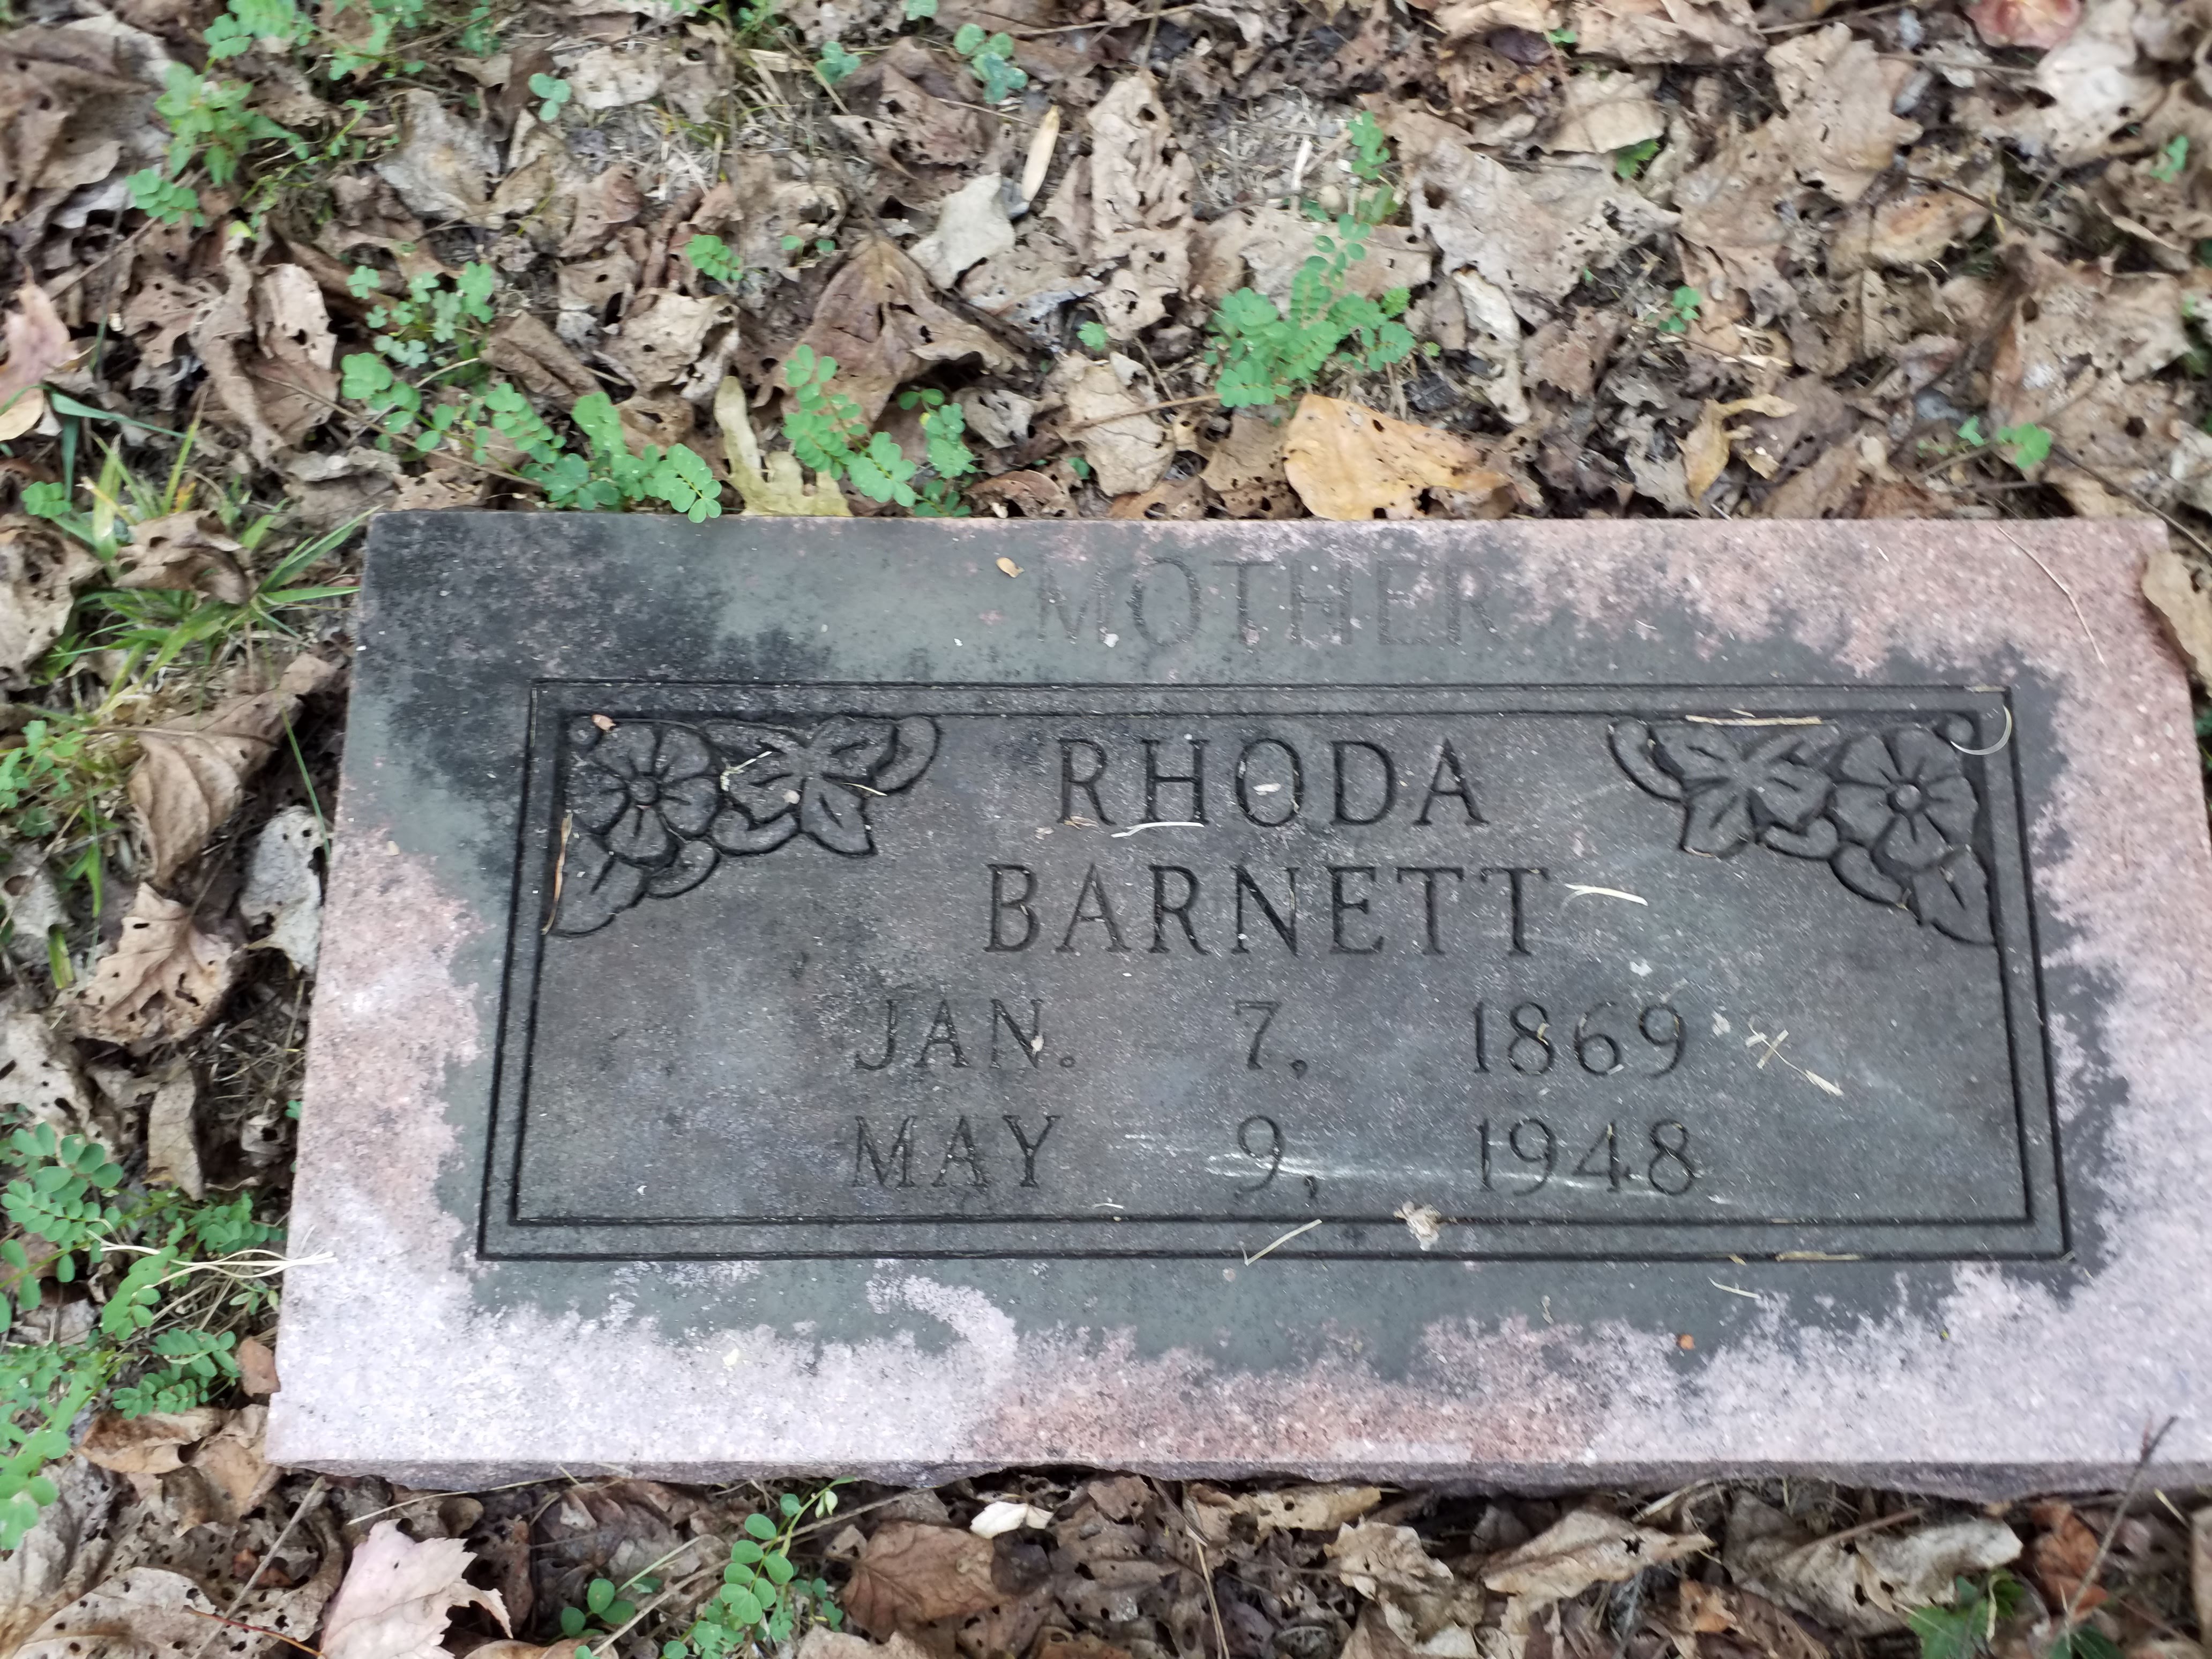 MOTHER
RHODA
BARNETT
JAN. 7, 1869
MAY 9, 1948